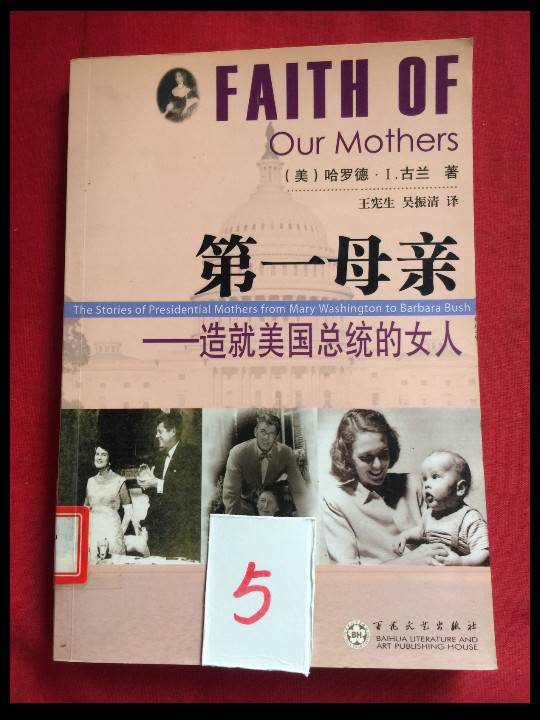 FAITH OF
Our Mothers
（美）哈罗德·I.古兰 著
王宪生 吴振清 译
第一母亲
The Stories of Presidential Mothers from Mary Washington to Barbara Bush
——造就美国总统的女人
5
BH
百花文艺出版社
BAIHUA LITERATURE AND
ART PUBLISHING HOUSE